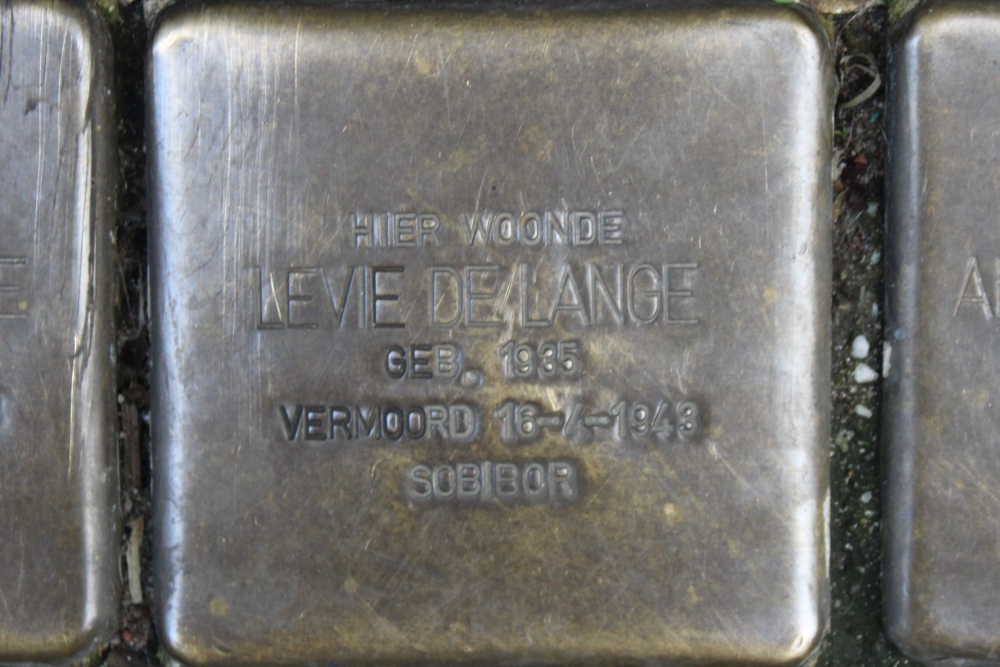 HIER WOONDE
LEVIE DE LANGE
GEB. 1935
VERMOORD 16-4-1943
SOBIBOR